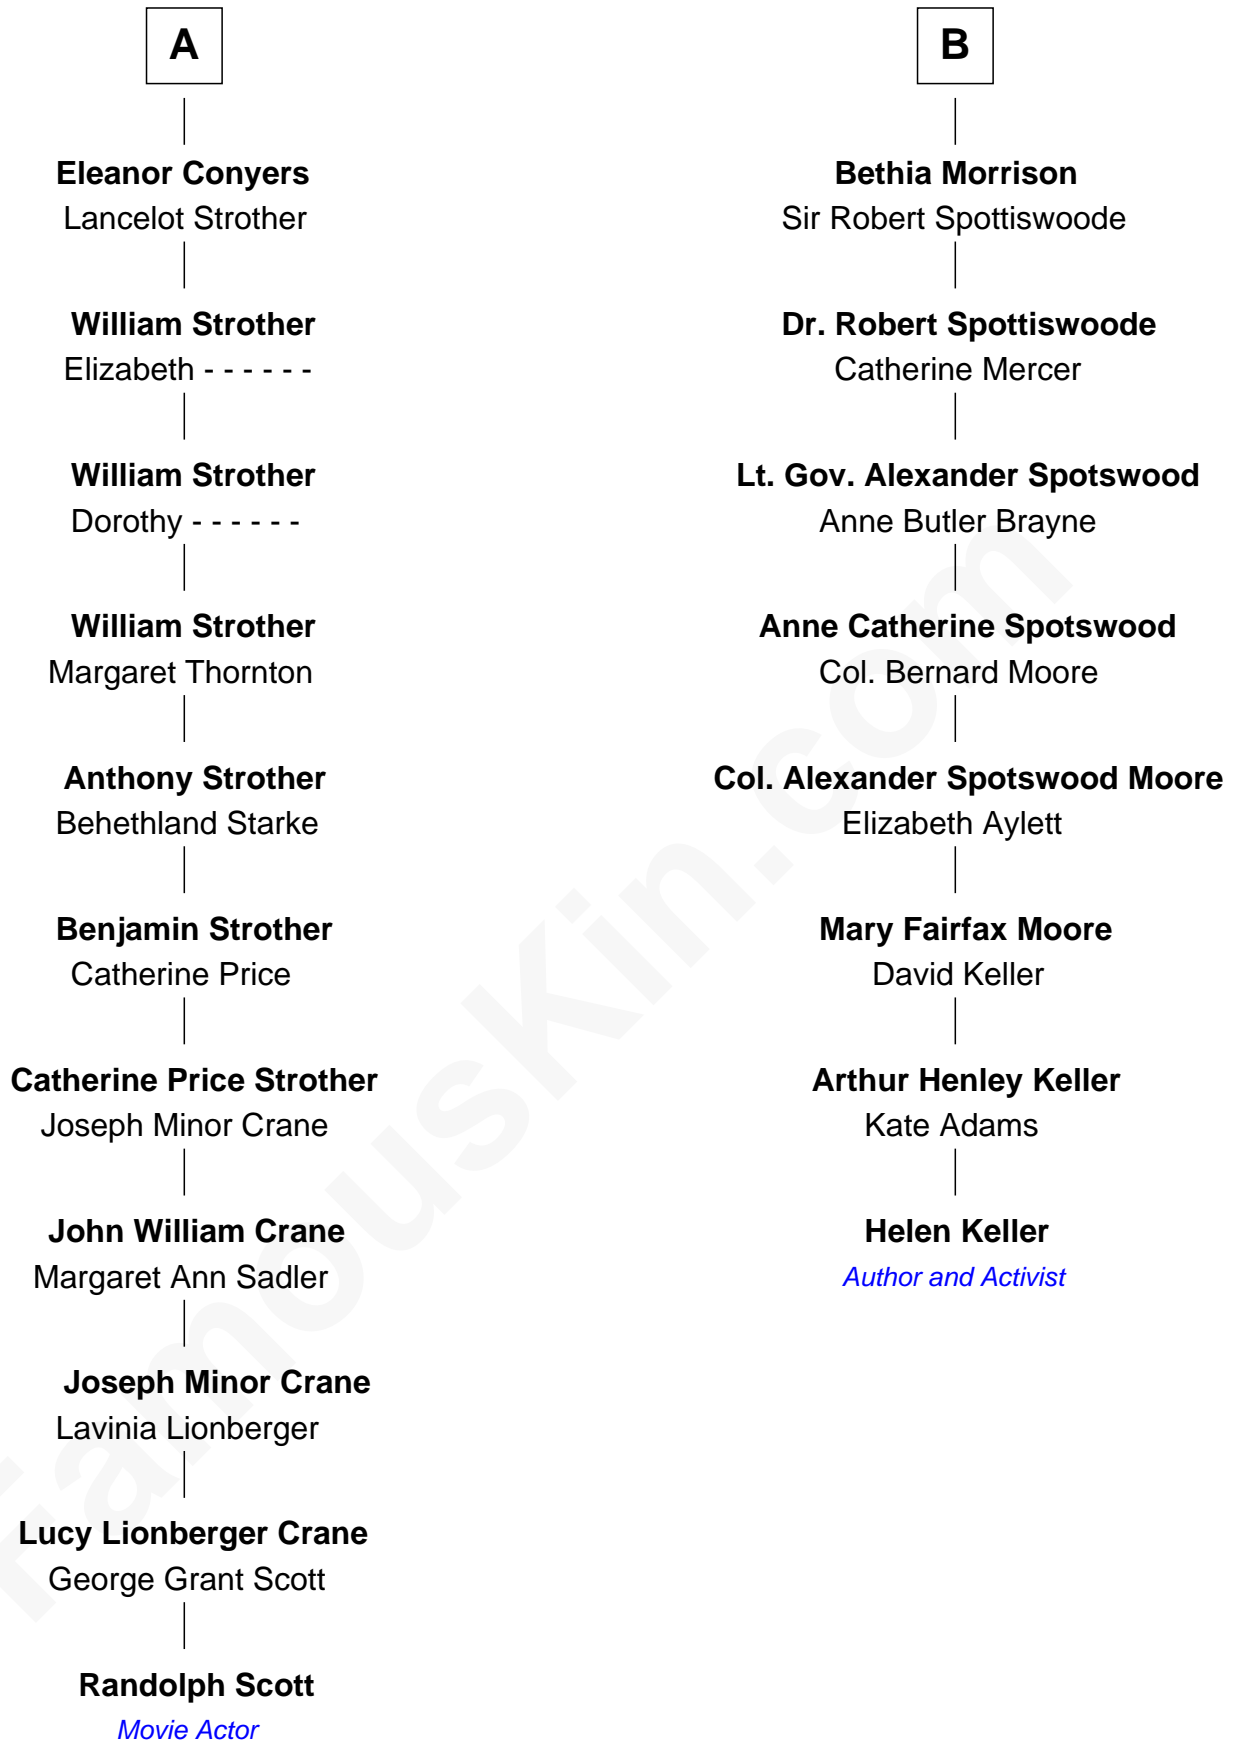 A
Eleanor Conyers
Lancelot Strother
William Strother
Elizabeth - - - - - -
William Strother
Dorothy - - - - - -
William Strother
Margaret Thornton
Anthony Strother
Behethland Starke
Benjamin Strother
Catherine Price
Catherine Price Strother
Joseph Minor Crane
John William Crane
Margaret Ann Sadler
Joseph Minor Crane
Lavinia Lionberger
Lucy Lionberger Crane
George Grant Scott
Randolph Scott
Movie Actor
B
Bethia Morrison
Sir Robert Spottiswoode
Dr. Robert Spottiswoode
Catherine Mercer
Lt. Gov. Alexander Spotswood
Anne Butler Brayne
Anne Catherine Spotswood
Col. Bernard Moore
Col. Alexander Spotswood Moore
Elizabeth Aylett
Mary Fairfax Moore
David Keller
Arthur Henley Keller
Kate Adams
Helen Keller
Author and Activist
FamousKin.com